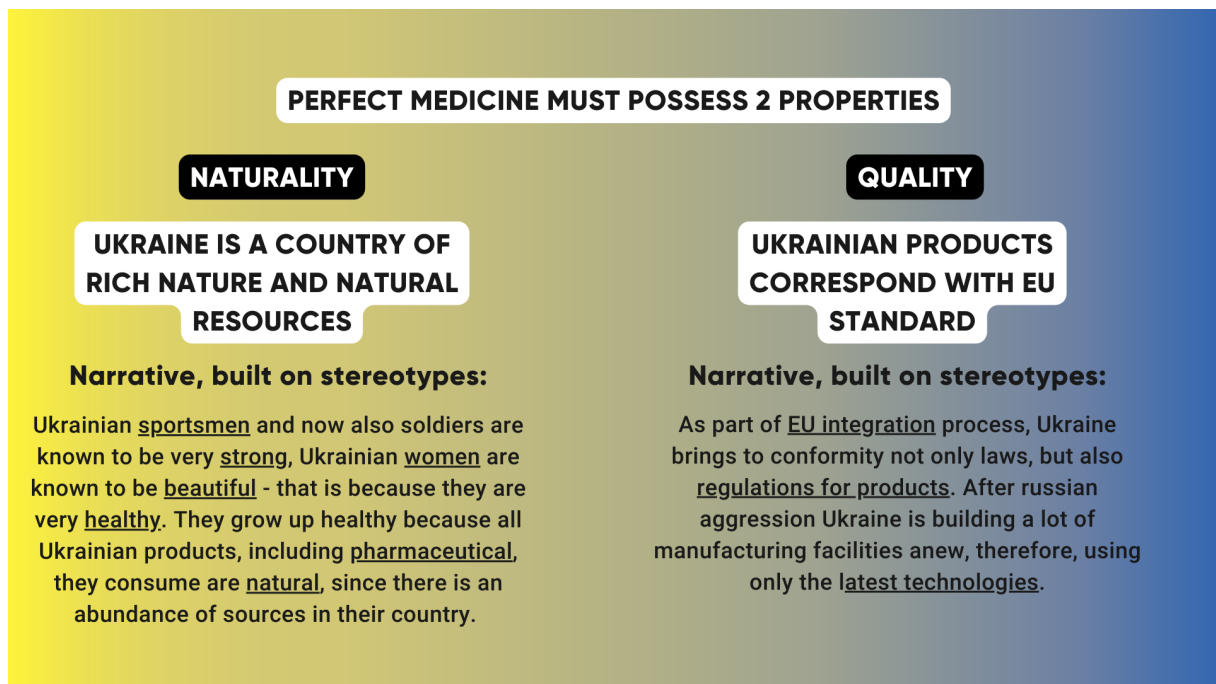 PERFECT MEDICINE MUST POSSESS 2 PROPERTIES
NATURALITY
UKRAINE IS A COUNTRY OF
RICH NATURE AND NATURAL
RESOURCES
Narrative, built on stereotypes:
Ukrainian sportsmen and now also soldiers are
known to be very strong, Ukrainian women are
known to be beautiful - that is because they are
very healthy. They grow up healthy because all
Ukrainian products, including pharmaceutical,
they consume are natural, since there is an
abundance of sources in their country.
QUALITY
UKRAINIAN PRODUCTS
CORRESPOND WITH EU
STANDARD
Narrative, built on stereotypes:
As part of EU integration process, Ukraine
brings to conformity not only laws, but also
regulations for products. After russian
aggression Ukraine is building a lot of
manufacturing facilities anew, therefore, using
only the latest technologies.